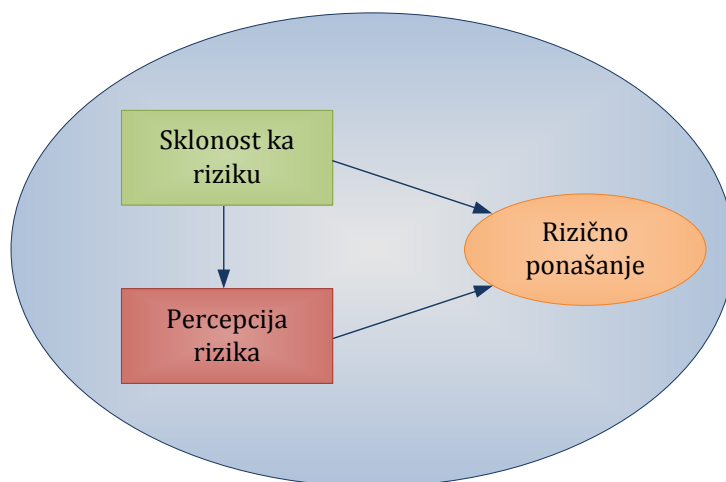 Sklonost ka
riziku
Rizično
ponašanje
Percepcija
rizika